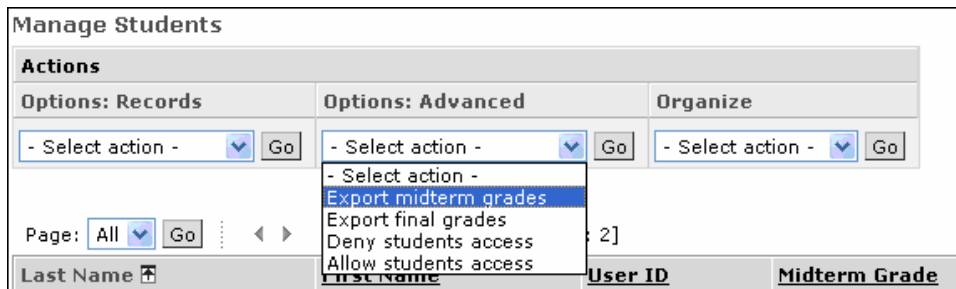 Manage Students
Actions
Options: Records Options: Advanced Organize
- Select action - Go - Select action - Go - Select action - Go
- Select action -
Export midterm grades
Export final grades
Deny students access
Allow students access
Page: All Go : 2]
Last Name First Name User ID Midterm Grade